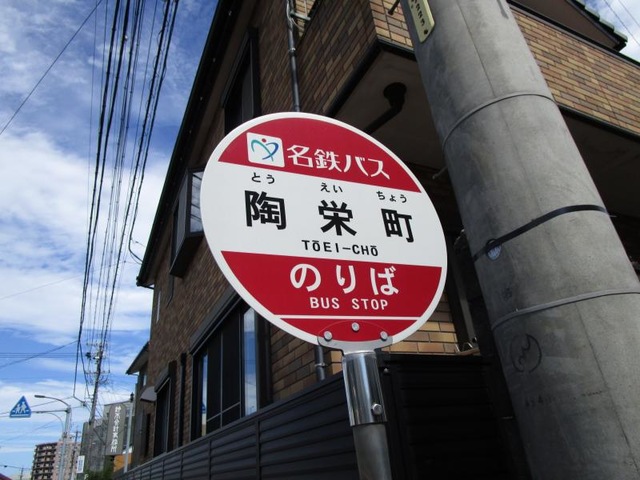 名鉄バス
とう えい ちょう
陶栄町
TŌEI-CHŌ
のりば
BUS STOP